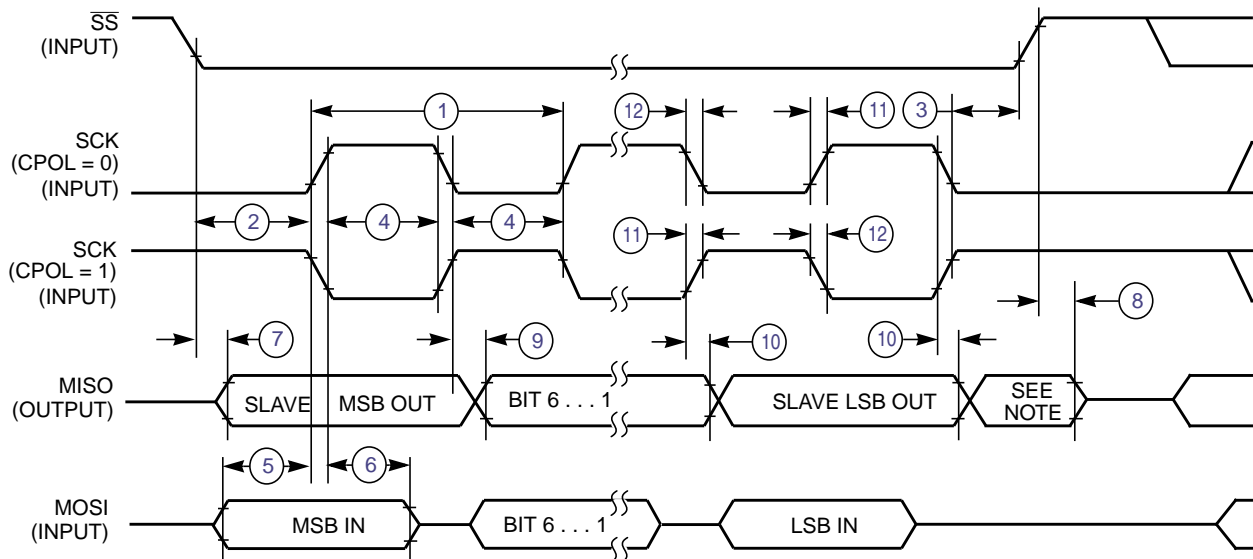 SS
(INPUT)
1
12
11
3
SCK
(CPOL = 0)
(INPUT)
2
4
4
SCK
(CPOL = 1)
(INPUT)
11
12
8
7
9
10
10
MISO
(OUTPUT)
SLAVE
MSB OUT
BIT 6 . . . 1
SLAVE LSB OUT
SEE
NOTE
5
6
MOSI
(INPUT)
MSB IN
BIT 6 . . . 1
LSB IN